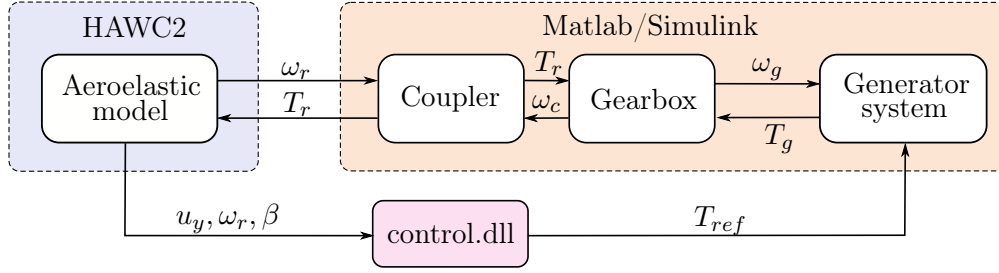 HAWC2
Matlab/Simulink
Aeroelastic
model
ω_r
T_r
Coupler
T_r
ω_c
Gearbox
ω_g
T_g
Generator
system
u_y, ω_r, β
control.dll
T_ref